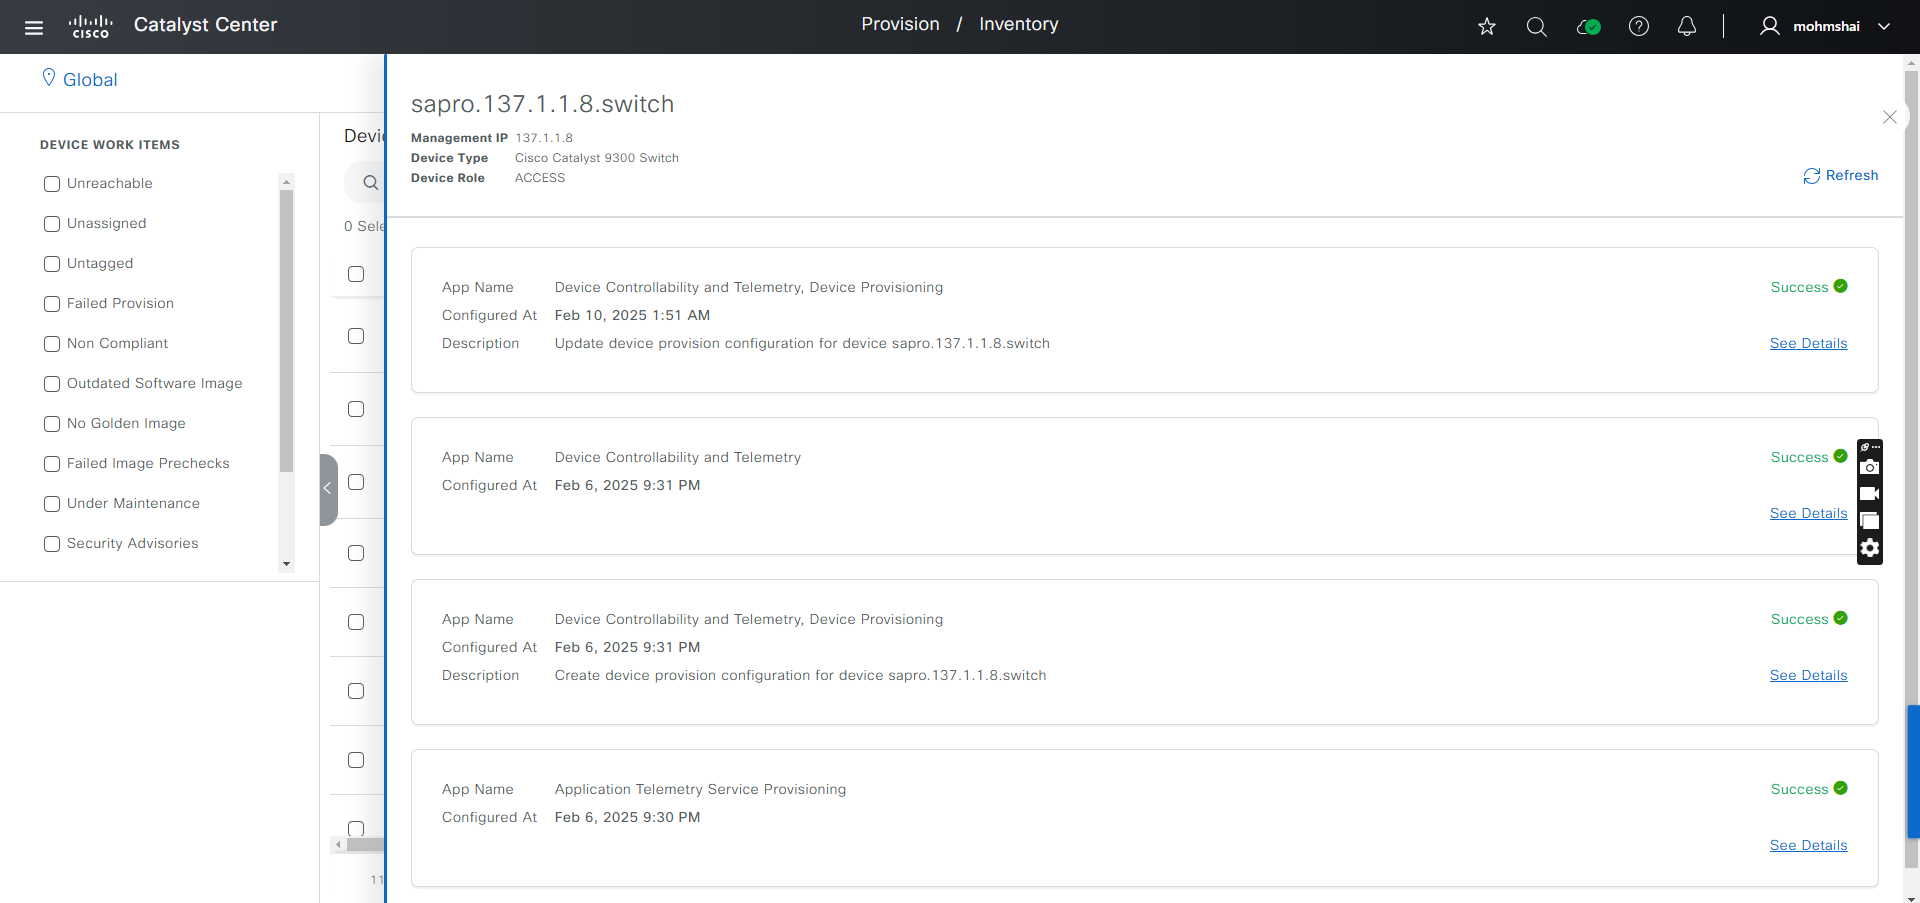 cisco Catalyst Center
Provision / Inventory
mohmshai
Global
DEVICE WORK ITEMS
Unreachable
Unassigned
Untagged
Failed Provision
Non Compliant
Outdated Software Image
No Golden Image
Failed Image Prechecks
Under Maintenance
Security Advisories
Devi
0 Sele
11
sapro.137.1.1.8.switch
Management IP 137.1.1.8
Device Type Cisco Catalyst 9300 Switch
Device Role ACCESS
Refresh
App Name Device Controllability and Telemetry, Device Provisioning Success
Configured At Feb 10, 2025 1:51 AM
Description Update device provision configuration for device sapro.137.1.1.8.switch See Details
App Name Device Controllability and Telemetry Success
Configured At Feb 6, 2025 9:31 PM
See Details
App Name Device Controllability and Telemetry, Device Provisioning Success
Configured At Feb 6, 2025 9:31 PM
Description Create device provision configuration for device sapro.137.1.1.8.switch See Details
App Name Application Telemetry Service Provisioning Success
Configured At Feb 6, 2025 9:30 PM
See Details